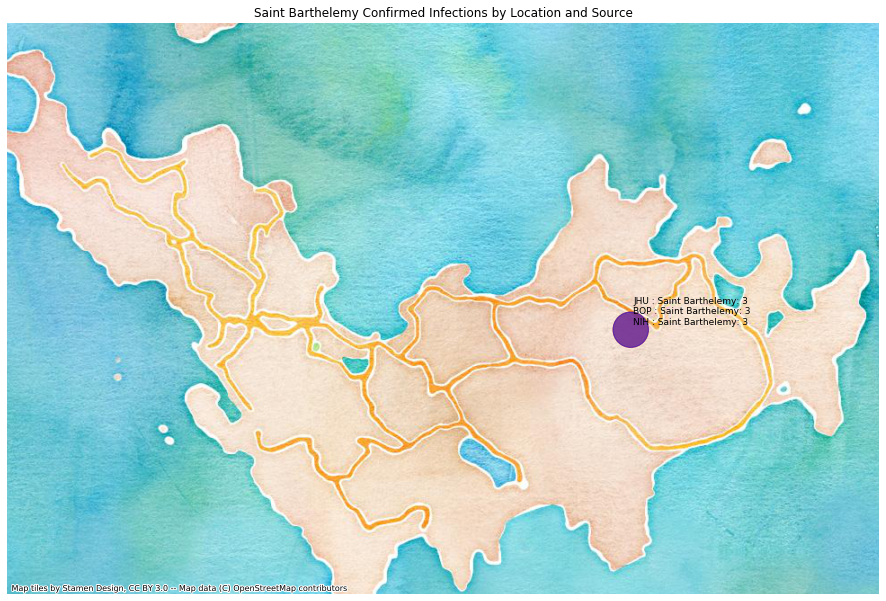 Saint Barthelemy Confirmed Infections by Location and Source
JHU : Saint Barthelemy: 3
BOP : Saint Barthelemy: 3
NIH : Saint Barthelemy: 3
Map tiles by Stamen Design, CC BY 3.0 -- Map data (C) OpenStreetMap contributors